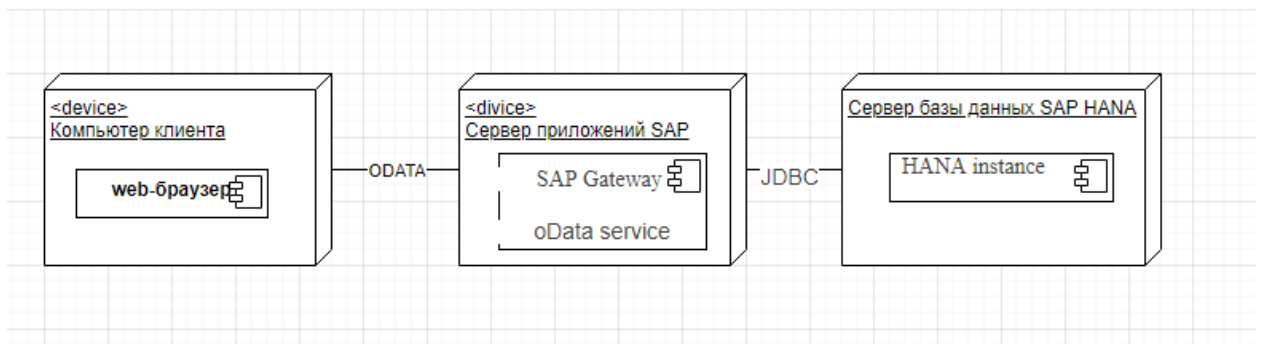 <device>
Компьютер клиента
web-браузер
ODATA
<divice>
Сервер приложений SAP
SAP Gateway
oData service
JDBC
Сервер базы данных SAP HANA
HANA instance